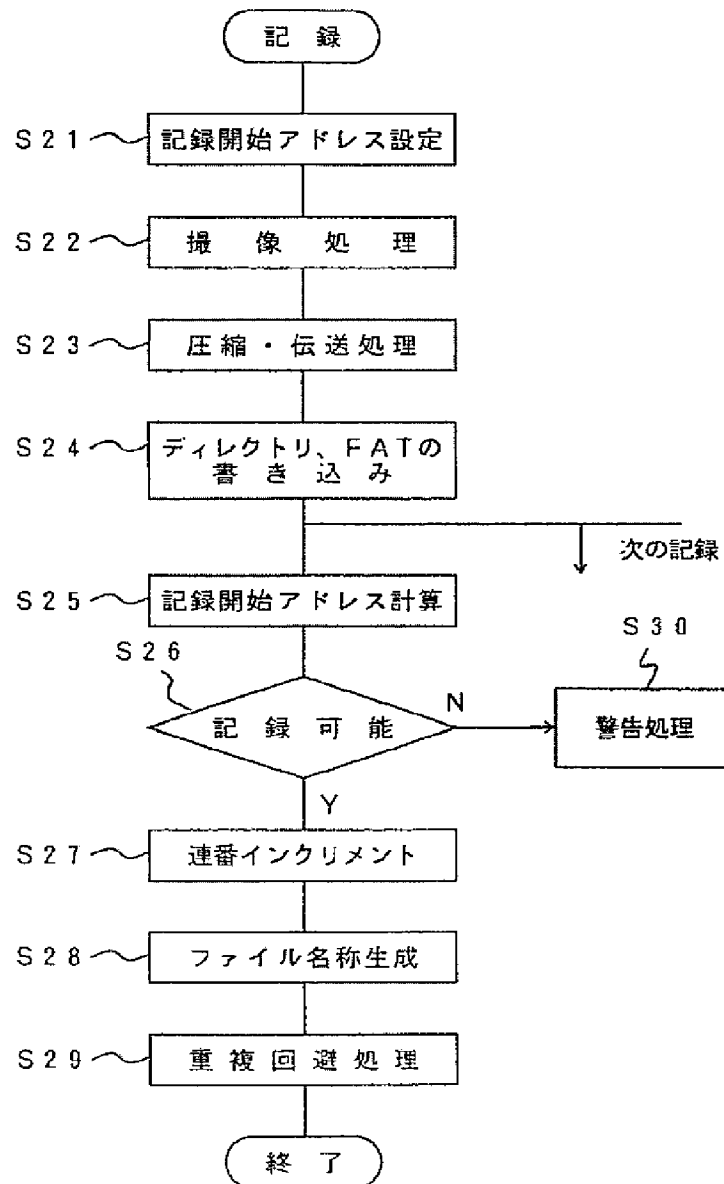 記録
S21
記録開始アドレス設定
S22
撮像処理
S23
圧縮・伝送処理
S24
ディレクトリ、FATの
書き込み
次の記録
S25
記録開始アドレス計算
S26
記録可能
N
S30
警告処理
Y
S27
連番インクリメント
S28
ファイル名称生成
S29
重複回避処理
終了